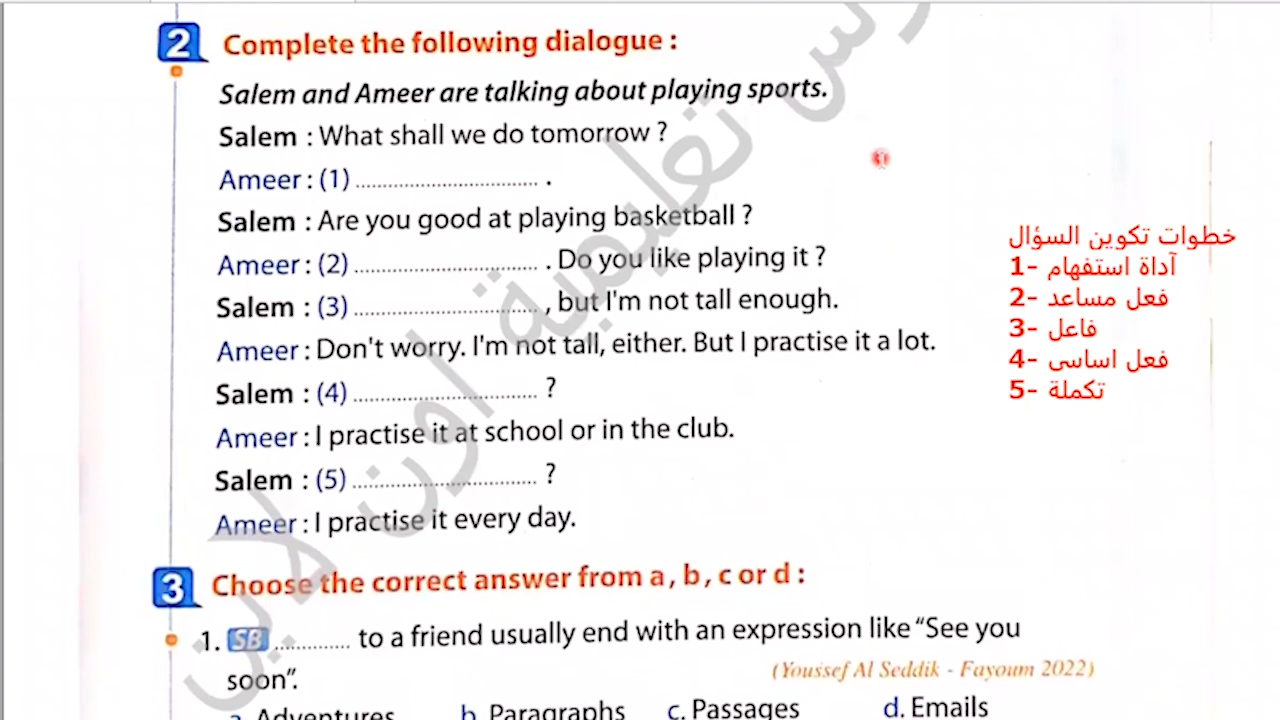 2 Complete the following dialogue :
Salem and Ameer are talking about playing sports.
Salem : What shall we do tomorrow ?
Ameer : (1) .................................. .
Salem : Are you good at playing basketball ?
Ameer : (2) .................................. . Do you like playing it ?
Salem : (3) .................................. , but I'm not tall enough.
Ameer : Don't worry. I'm not tall, either. But I practise it a lot.
Salem : (4) .................................. ?
Ameer : I practise it at school or in the club.
Salem : (5) .................................. ?
Ameer : I practise it every day.
خطوات تكوين السؤال
1- آداة استفهام
2- فعل مساعد
3- فاعل
4- فعل اساسى
5- تكملة
3 Choose the correct answer from a , b , c or d :
1. SB .............. to a friend usually end with an expression like “See you
soon”.
(Youssef Al Seddik - Fayoum 2022)
a. Adventures b. Paragraphs c. Passages d. Emails
تعليمية اون لاين